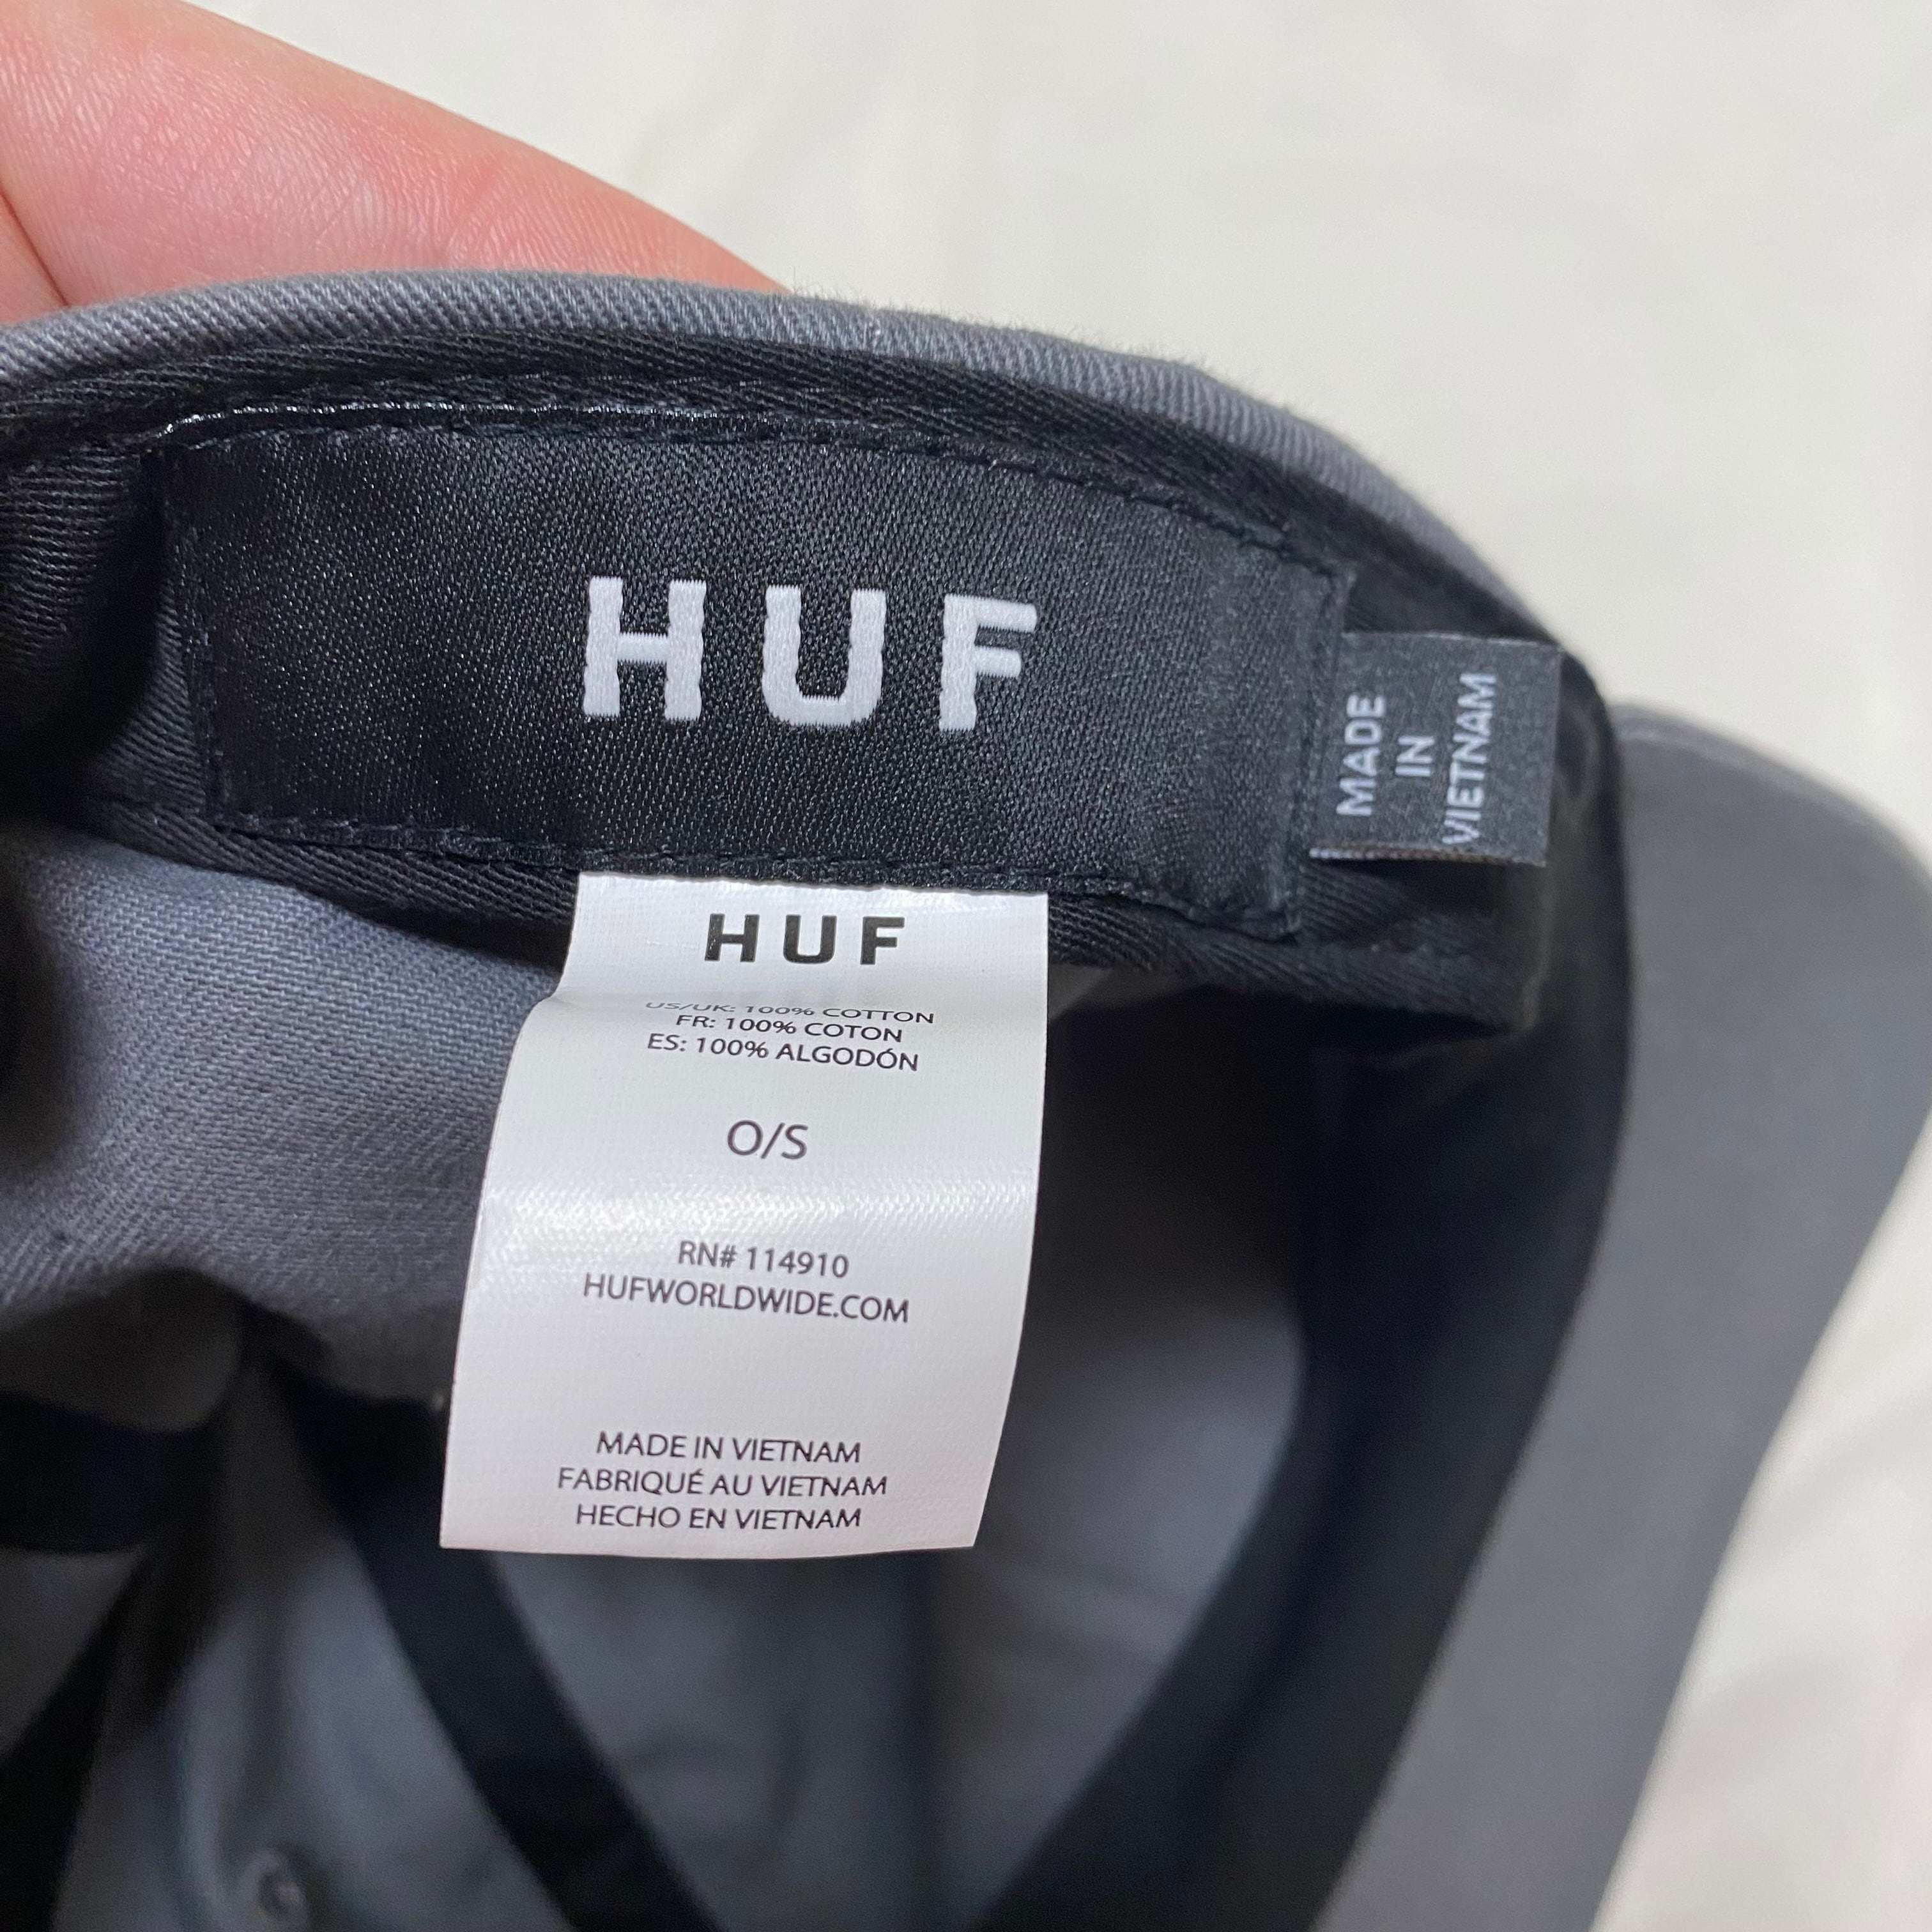 HUF
MADE
IN
VIETNAM
HUF
US/UK: 100% COTTON
FR: 100% COTON
ES: 100% ALGODÓN
O/S
RN# 114910
HUFWORLDWIDE.COM
MADE IN VIETNAM
FABRIQUÉ AU VIETNAM
HECHO EN VIETNAM